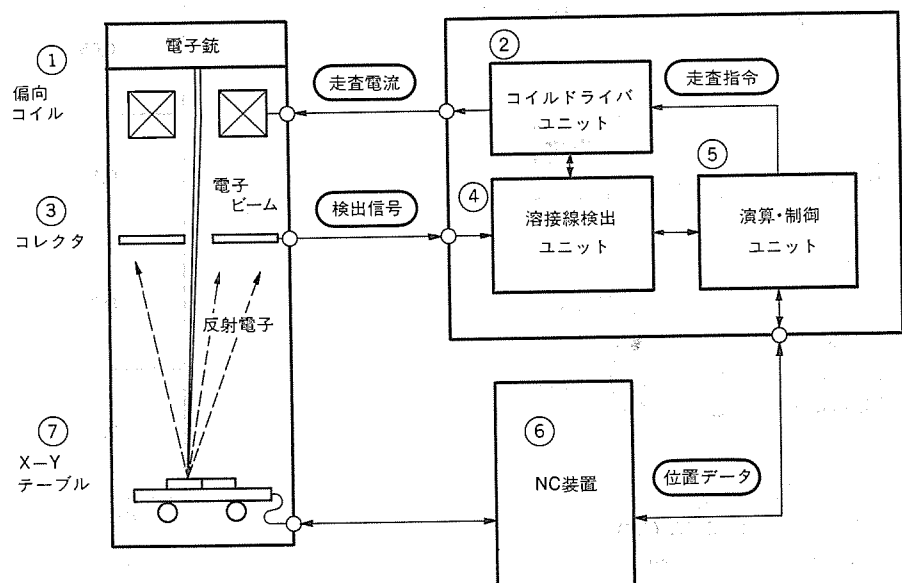 電子銃
①
偏向
コイル
走査電流
②
コイルドライバ
ユニット
走査指令
⑤
演算・制御
ユニット
③
コレクタ
電子
ビーム
検出信号
④
溶接線検出
ユニット
反射電子
⑦
X－Y
テーブル
⑥
NC装置
位置データ